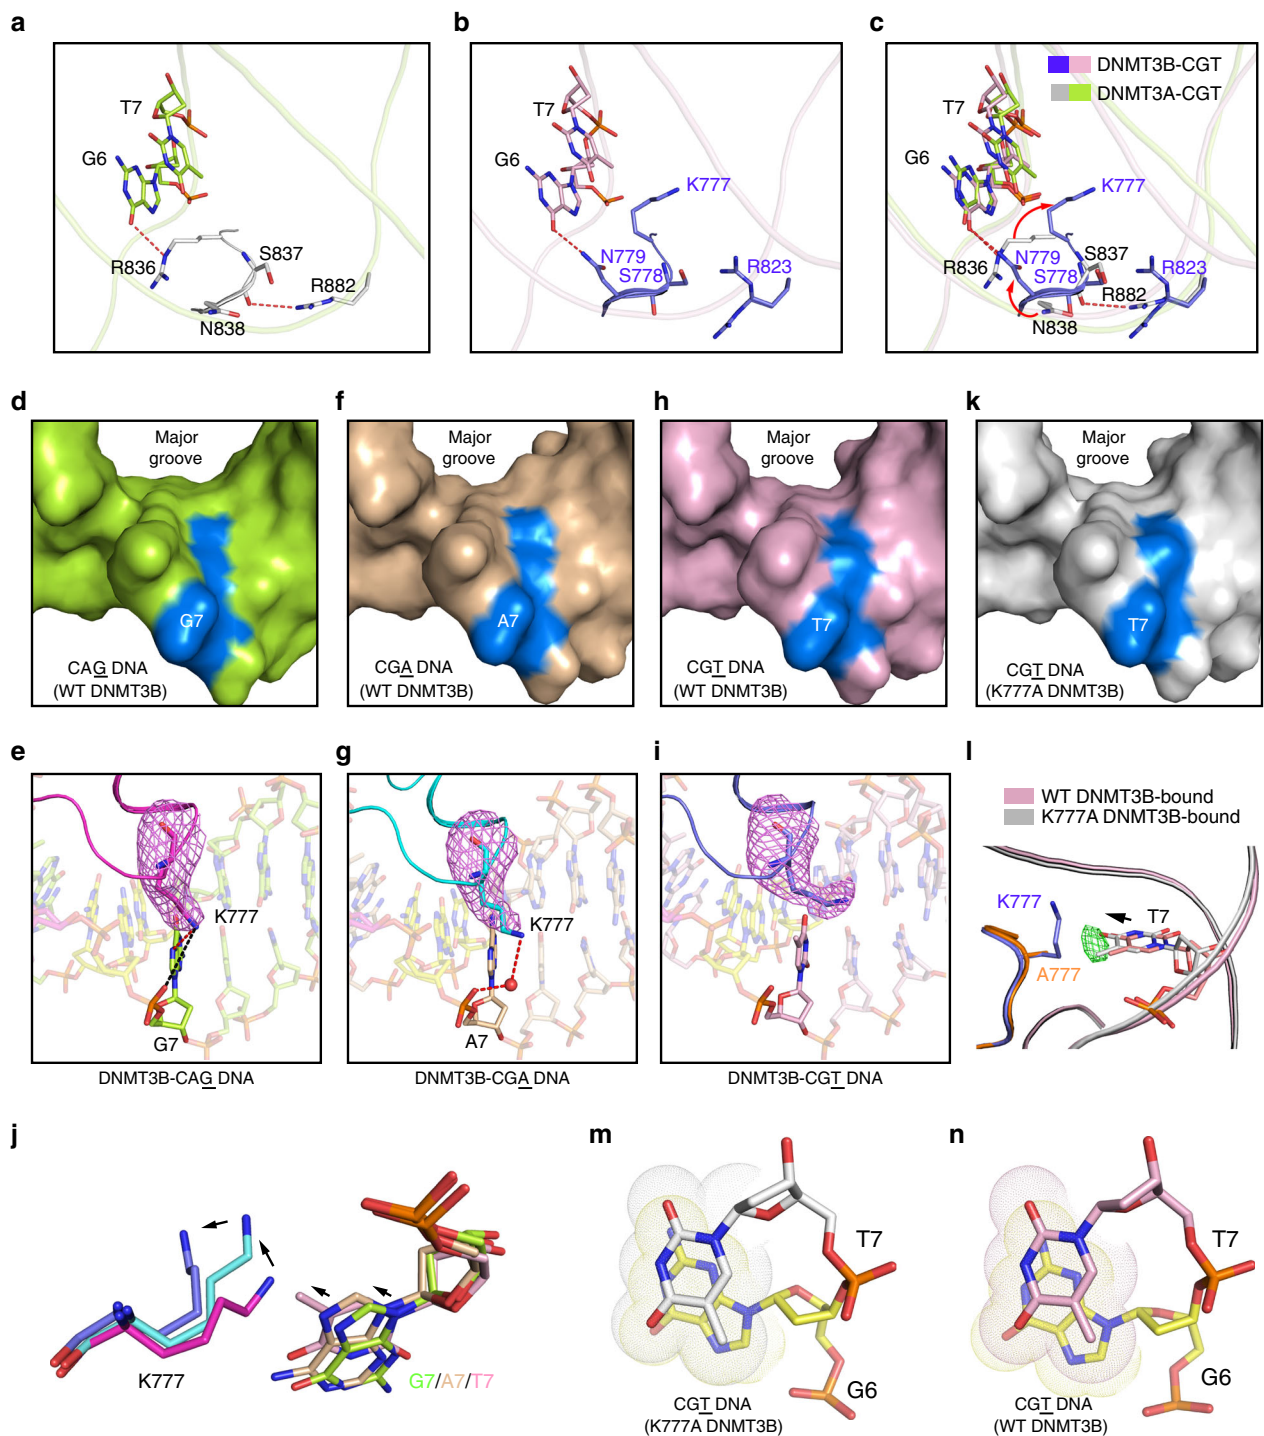 a
T7
G6
R836
S837
R882
N838
b
T7
G6
K777
N779
S778
R823
c
DNMT3B-CGT
DNMT3A-CGT
T7
G6
K777
R836
N779
S837
S778
R823
R882
N838
d
Major
groove
G7
CAG DNA
(WT DNMT3B)
f
Major
groove
A7
CGA DNA
(WT DNMT3B)
h
Major
groove
T7
CGT DNA
(WT DNMT3B)
k
Major
groove
T7
CGT DNA
(K777A DNMT3B)
e
K777
G7
DNMT3B-CAG DNA
g
K777
A7
DNMT3B-CGA DNA
i
DNMT3B-CGT DNA
l
WT DNMT3B-bound
K777A DNMT3B-bound
K777
T7
A777
j
K777
G7/A7/T7
m
T7
G6
CGT DNA
(K777A DNMT3B)
n
T7
G6
CGT DNA
(WT DNMT3B)